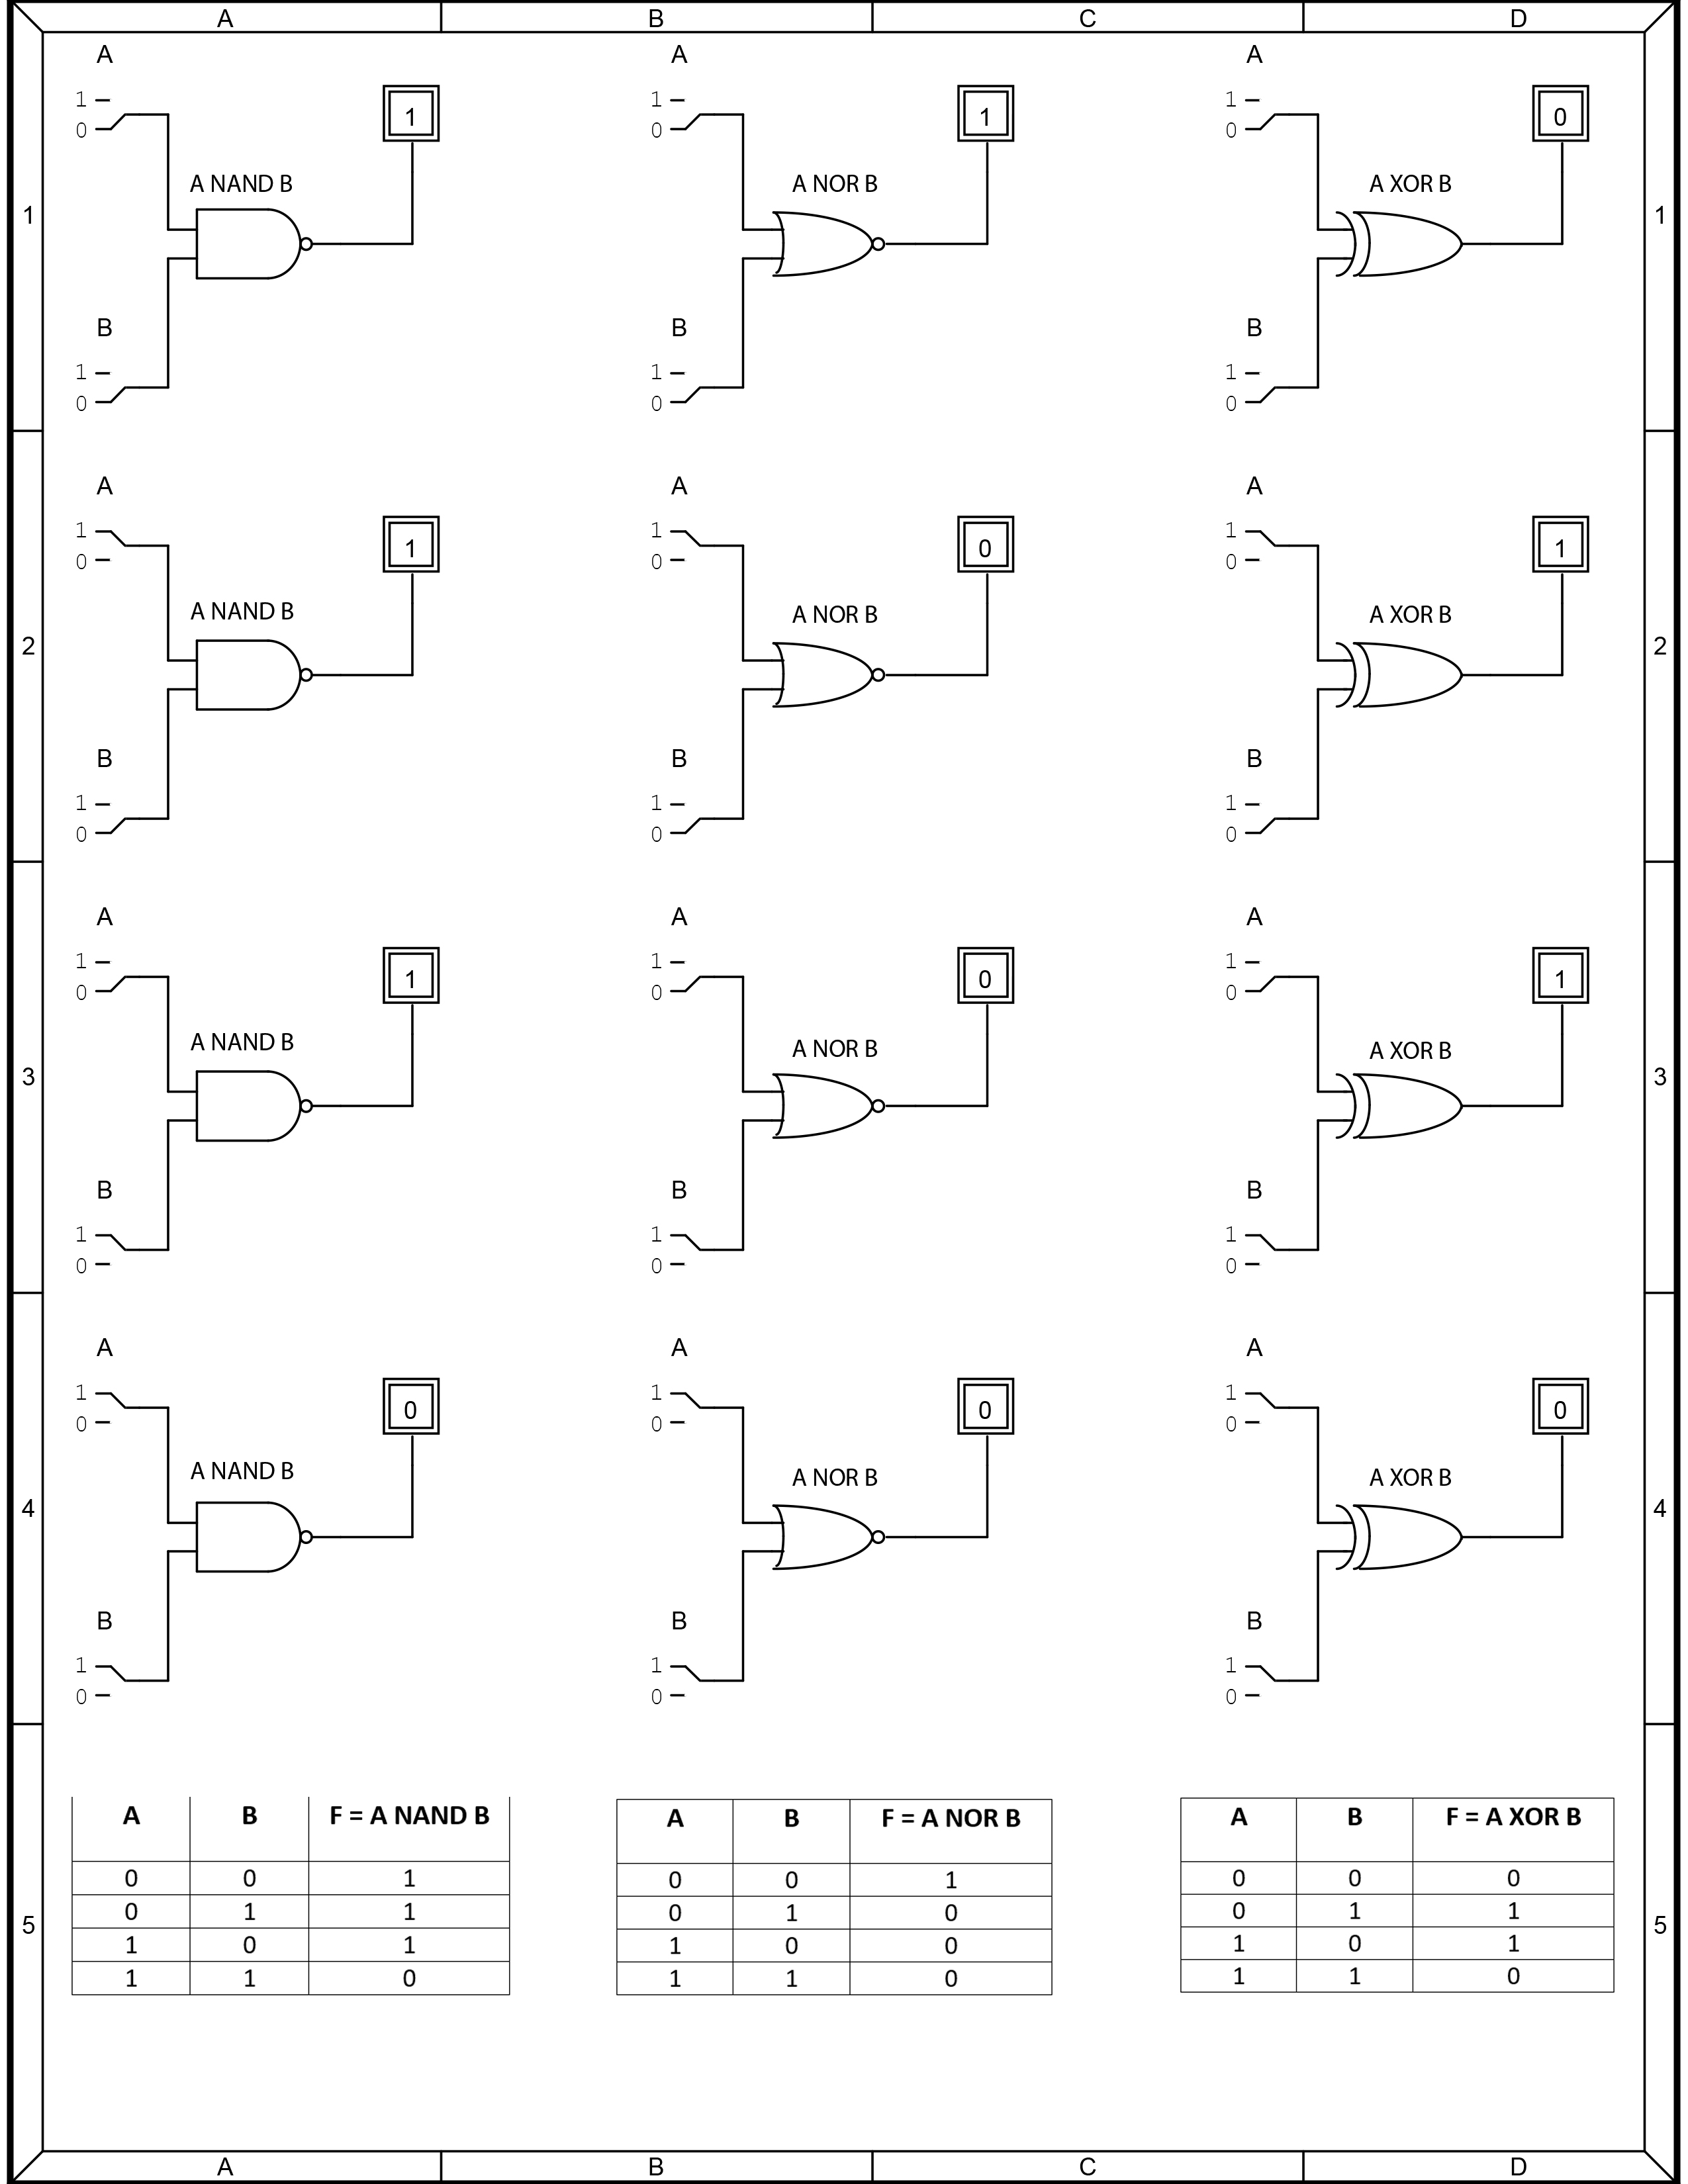 A B C D
A A A
1 1 1
1 1 1
0 0 0
A NAND B A NOR B A XOR B
1 1
B B B
1 1 1
0 0 0
A A A
1 1 1
1 0 1
0 0 0
A NAND B A NOR B A XOR B
2 2
B B B
1 1 1
0 0 0
A A A
1 1 1
1 0 1
0 0 0
A NAND B A NOR B A XOR B
3 3
B B B
1 1 1
0 0 0
A A A
1 1 1
0 0 0
0 0 0
A NAND B A NOR B A XOR B
4 4
B B B
1 1 1
0 0 0
A B F = A NAND B
0 0 1
0 1 1
1 0 1
1 1 0
A B F = A NOR B
0 0 1
0 1 0
1 0 0
1 1 0
A B F = A XOR B
0 0 0
0 1 1
1 0 1
1 1 0
5 5
A B C D